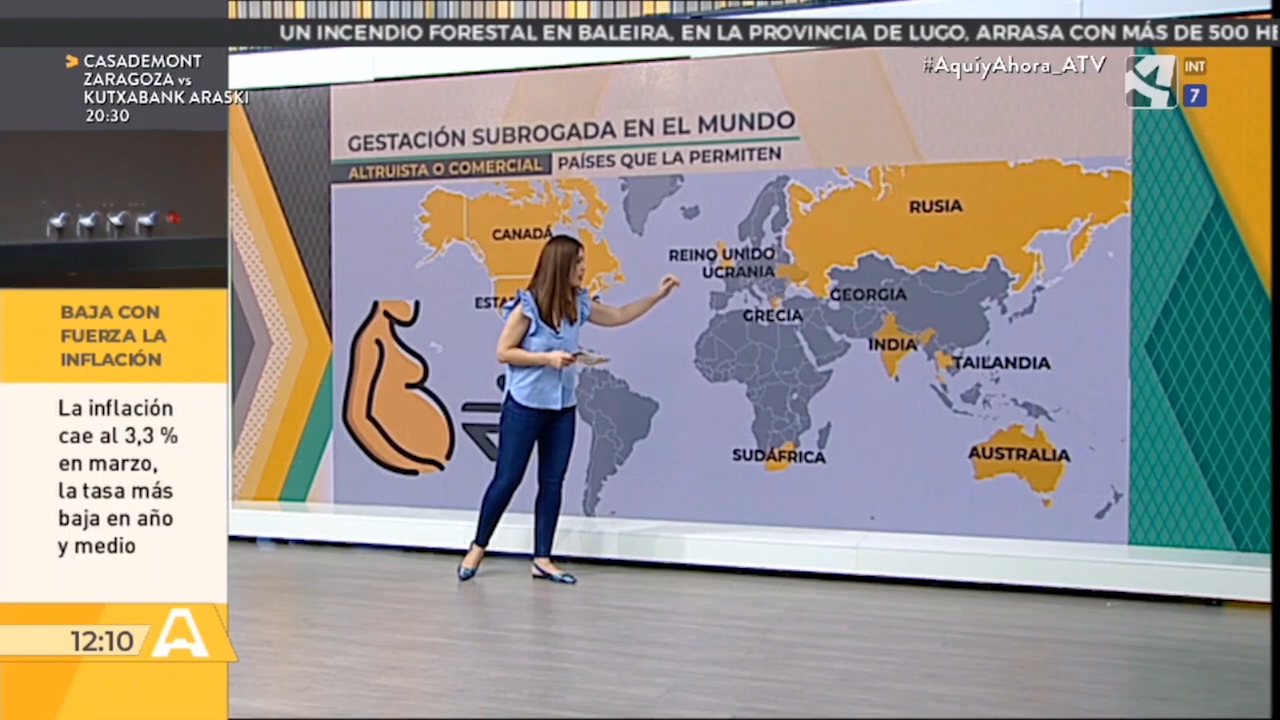 UN INCENDIO FORESTAL EN BALEIRA, EN LA PROVINCIA DE LUGO, ARRASA CON MÁS DE 500 HE
CASADEMONT
ZARAGOZA vs
KUTXABANK ARASKI
20:30
#AquíyAhora_ATV
INT
7
GESTACIÓN SUBROGADA EN EL MUNDO
ALTRUISTA O COMERCIAL PAÍSES QUE LA PERMITEN
CANADÁ
RUSIA
REINO UNIDO
UCRANIA
GEORGIA
GRECIA
INDIA
TAILANDIA
SUDÁFRICA
AUSTRALIA
BAJA CON
FUERZA LA
INFLACIÓN
La inflación
cae al 3,3 %
en marzo,
la tasa más
baja en año
y medio
12:10